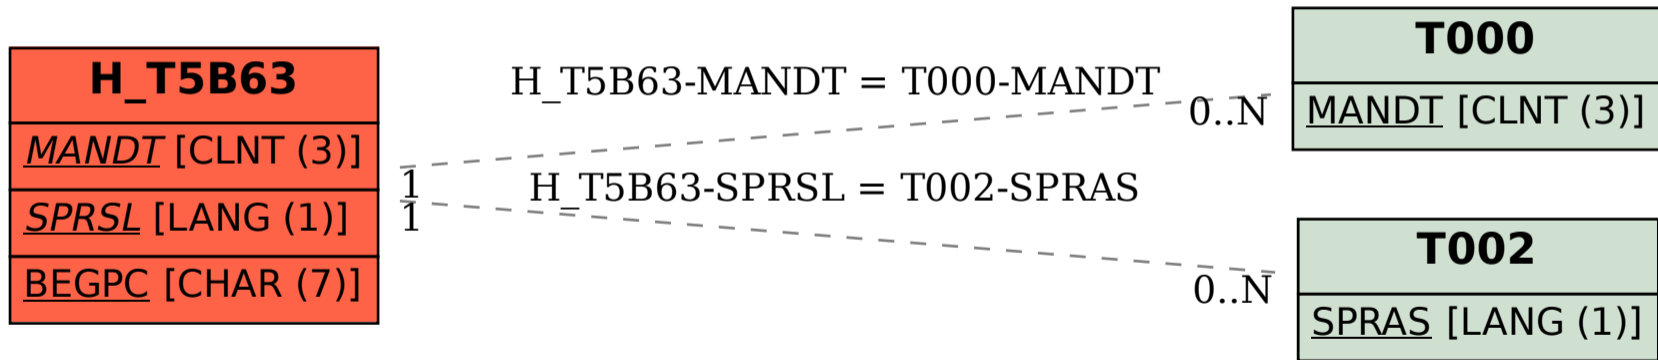 H_T5B63
MANDT [CLNT (3)]
SPRSL [LANG (1)]
BEGPC [CHAR (7)]
H_T5B63-MANDT = T000-MANDT
0..N
1
H_T5B63-SPRSL = T002-SPRAS
1
0..N
T000
MANDT [CLNT (3)]
T002
SPRAS [LANG (1)]